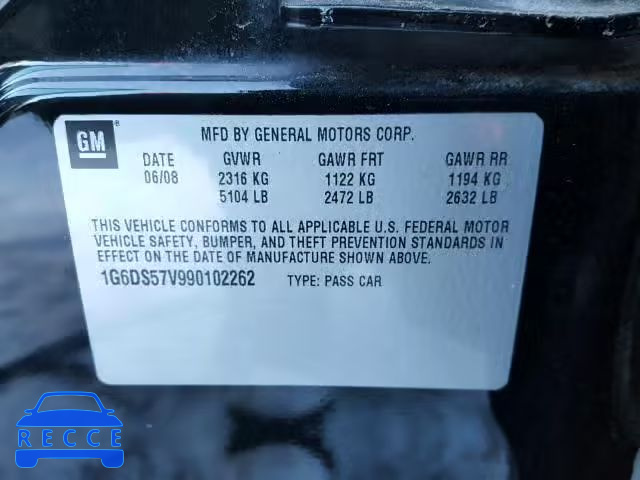 GM ®
MFD BY GENERAL MOTORS CORP.
DATE GVWR GAWR FRT GAWR RR
06/08 2316 KG 1122 KG 1194 KG
5104 LB 2472 LB 2632 LB
THIS VEHICLE CONFORMS TO ALL APPLICABLE U.S. FEDERAL MOTOR
VEHICLE SAFETY, BUMPER, AND THEFT PREVENTION STANDARDS IN
EFFECT ON THE DATE OF MANUFACTURE SHOWN ABOVE.
1G6DS57V990102262 TYPE: PASS CAR
RECCE